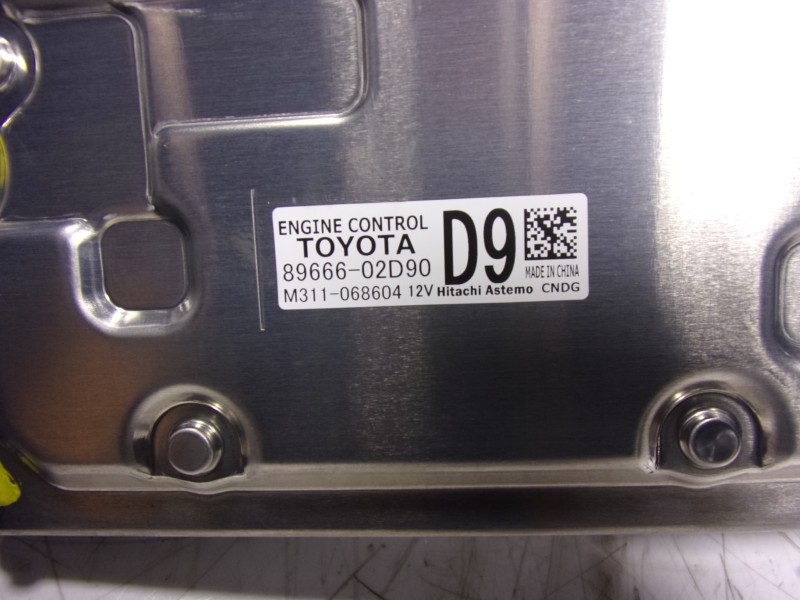 ENGINE CONTROL
TOYOTA
89666-02D90
D9
MADE IN CHINA
M311-068604 12V Hitachi Astemo CNDG